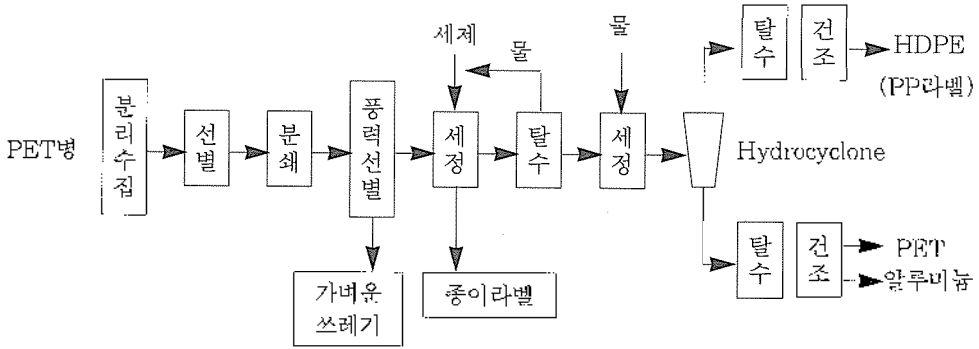 PET병
분리수집
선별
분쇄
풍력선별
가벼운
쓰레기
세제
세정
종이라벨
물
탈수
물
세정
Hydrocyclone
탈수
건조
HDPE
(PP라벨)
탈수
건조
PET
알루미늄